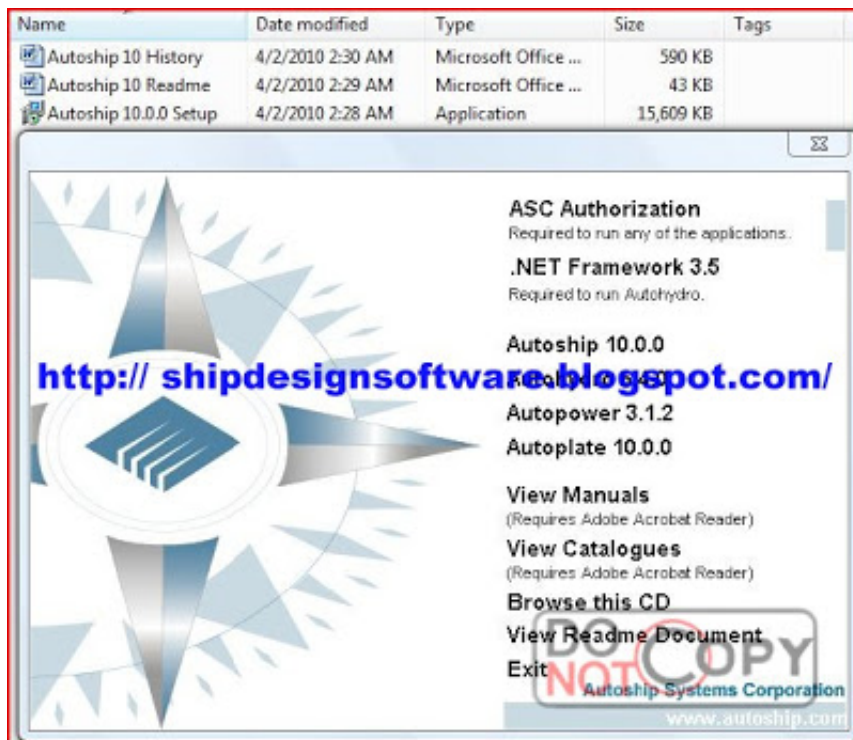 Name Date modified Type Size Tags
Autoship 10 History 4/2/2010 2:30 AM Microsoft Office ... 590 KB
Autoship 10 Readme 4/2/2010 2:29 AM Microsoft Office ... 43 KB
Autoship 10.0.0 Setup 4/2/2010 2:28 AM Application 15,609 KB
ASC Authorization
Required to run any of the applications.
.NET Framework 3.5
Required to run Autohydro.
Autoship 10.0.0
http:// shipdesignsoftware.blogspot.com/
Autopower 3.1.2
Autoplate 10.0.0
View Manuals
(Requires Adobe Acrobat Reader)
View Catalogues
(Requires Adobe Acrobat Reader)
Browse this CD
View Readme Document
Exit
DO NOT COPY
Autoship Systems Corporation
www.autoship.com